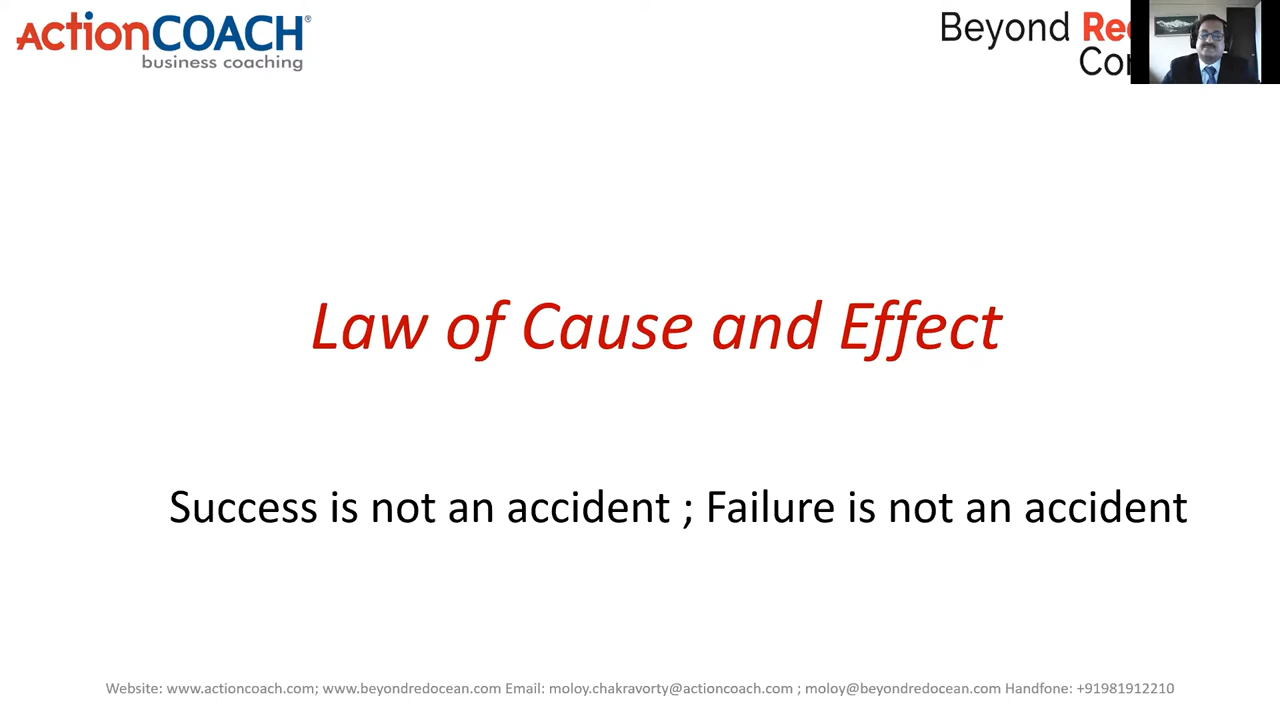 ACTiONCOACH®
business coaching
Beyond
Law of Cause and Effect
Success is not an accident ; Failure is not an accident
Website: www.actioncoach.com; www.beyondredocean.com Email: moloy.chakravorty@actioncoach.com ; moloy@beyondredocean.com Handfone: +91981912210